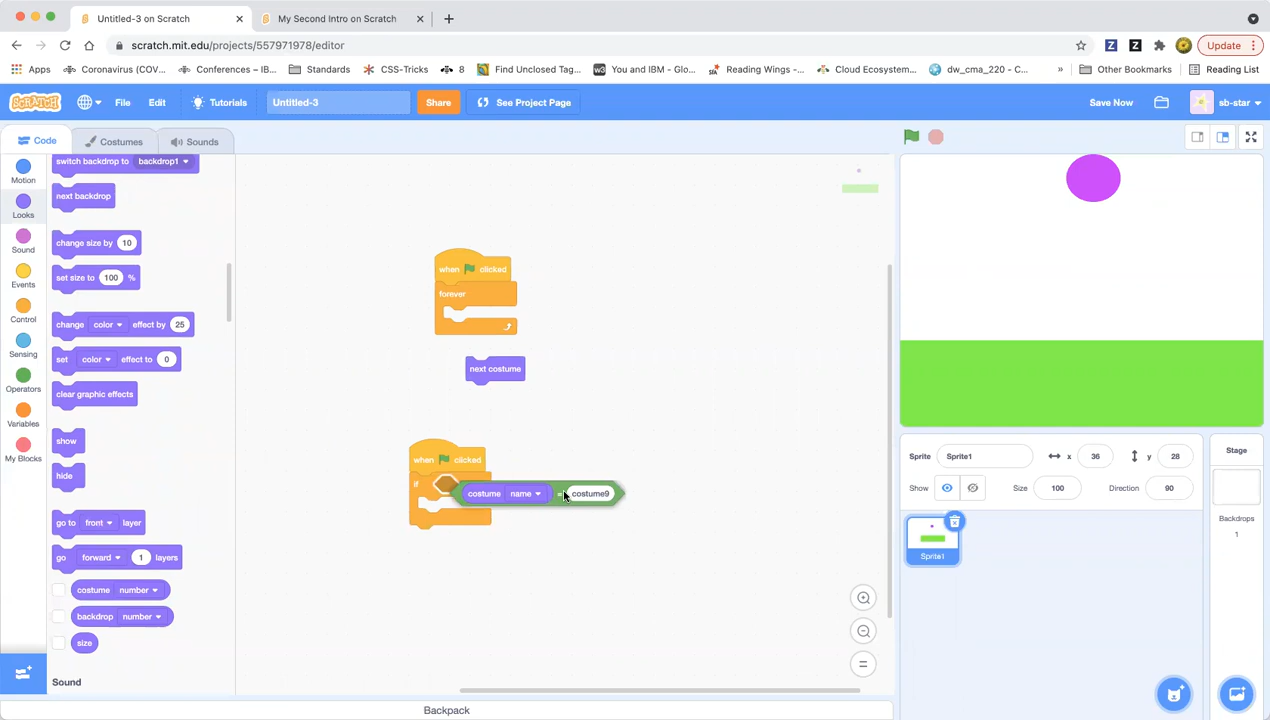 Untitled-3 on Scratch
My Second Intro on Scratch
scratch.mit.edu/projects/557971978/editor
Z
Z
Update
Apps
Coronavirus (COV...
Conferences – IB...
Standards
CSS-Tricks
8
Find Unclosed Tag...
w3
You and IBM - Glo...
Reading Wings -...
Cloud Ecosystem...
dw_cma_220 - C...
»
Other Bookmarks
Reading List
SCRATCH
File
Edit
Tutorials
Untitled-3
Share
See Project Page
Save Now
sb-star
Code
Costumes
Sounds
Motion
Looks
Sound
Events
Control
Sensing
Operators
Variables
My Blocks
switch backdrop to backdrop1
next backdrop
change size by 10
set size to 100 %
change color effect by 25
set color effect to 0
clear graphic effects
show
hide
go to front layer
go forward 1 layers
costume number
backdrop number
size
Sound
when clicked
forever
next costume
when clicked
if
costume name = costume9
Sprite Sprite1 x 36 y 28
Show Size 100 Direction 90
Sprite1
Stage
Backdrops
1
Backpack